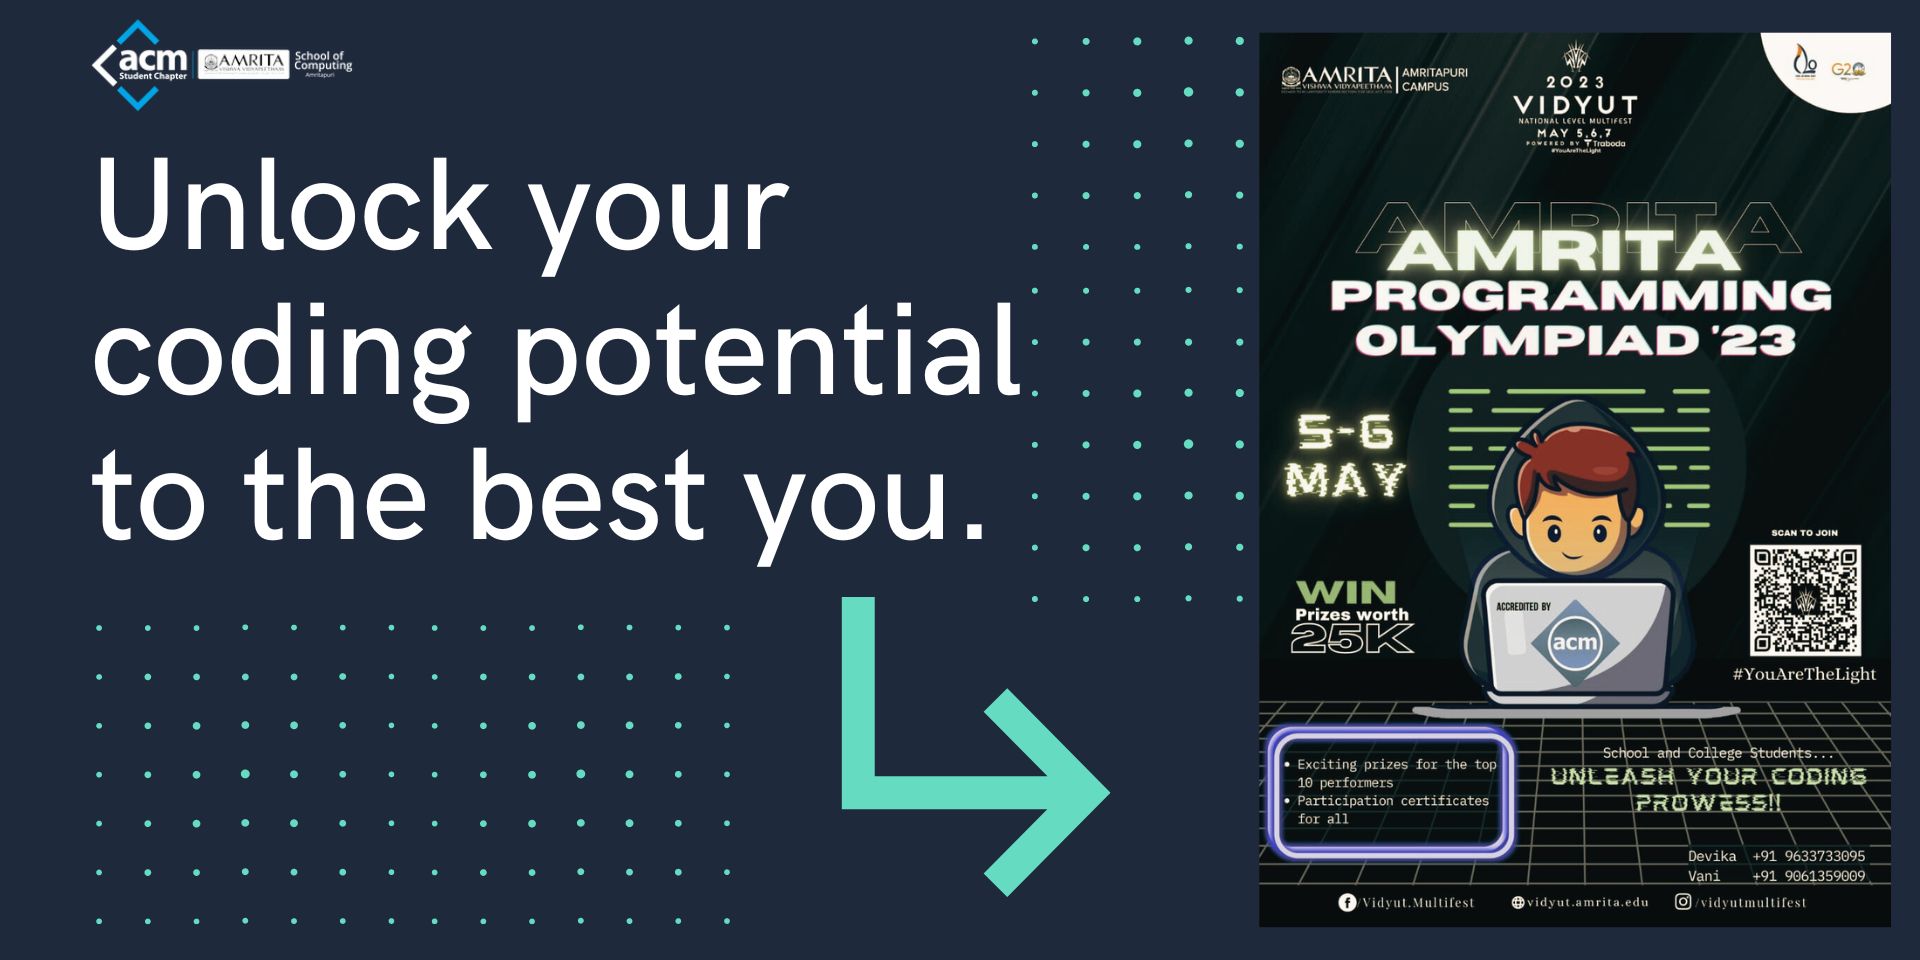 acm
Student Chapter
AMRITA
VISHWA VIDYAPEETHAM
School of
Computing
Amritapuri
Unlock your
coding potential
to the best you.
AMRITA
VISHWA VIDYAPEETHAM
AMRITAPURI
CAMPUS
2023
VIDYUT
NATIONAL LEVEL MULTIFEST
MAY 5,6,7
POWERED BY Traboda
#YouAreTheLight
G20
AMRITA
AMRITA
PROGRAMMING
OLYMPIAD '23
5-6
MAY
WIN
Prizes worth
25K
ACCREDITED BY
acm
SCAN TO JOIN
#YouAreTheLight
• Exciting prizes for the top
10 performers
• Participation certificates
for all
School and College Students...
UNLEASH YOUR CODING
PROWESS!!
Devika +91 9633733095
Vani +91 9061359009
/Vidyut.Multifest
vidyut.amrita.edu
/vidyutmultifest